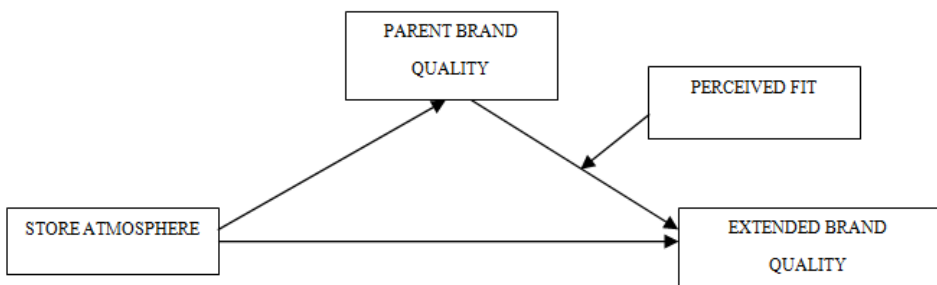 PARENT BRAND
QUALITY
PERCEIVED FIT
STORE ATMOSPHERE
EXTENDED BRAND
QUALITY